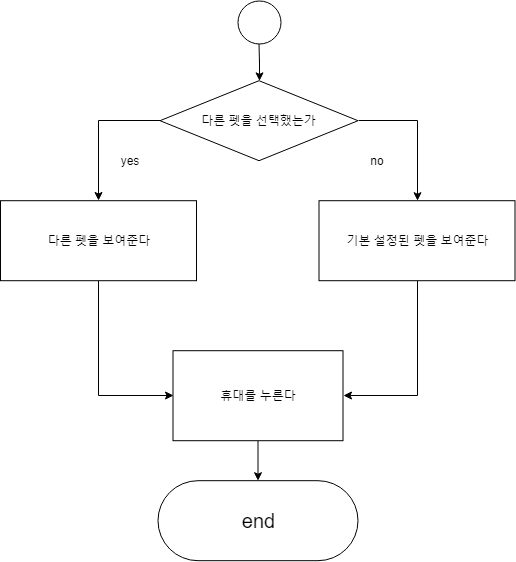 다른 펫을 선택했는가
yes
no
다른 펫을 보여준다
기본 설정된 펫을 보여준다
휴대를 누른다
end